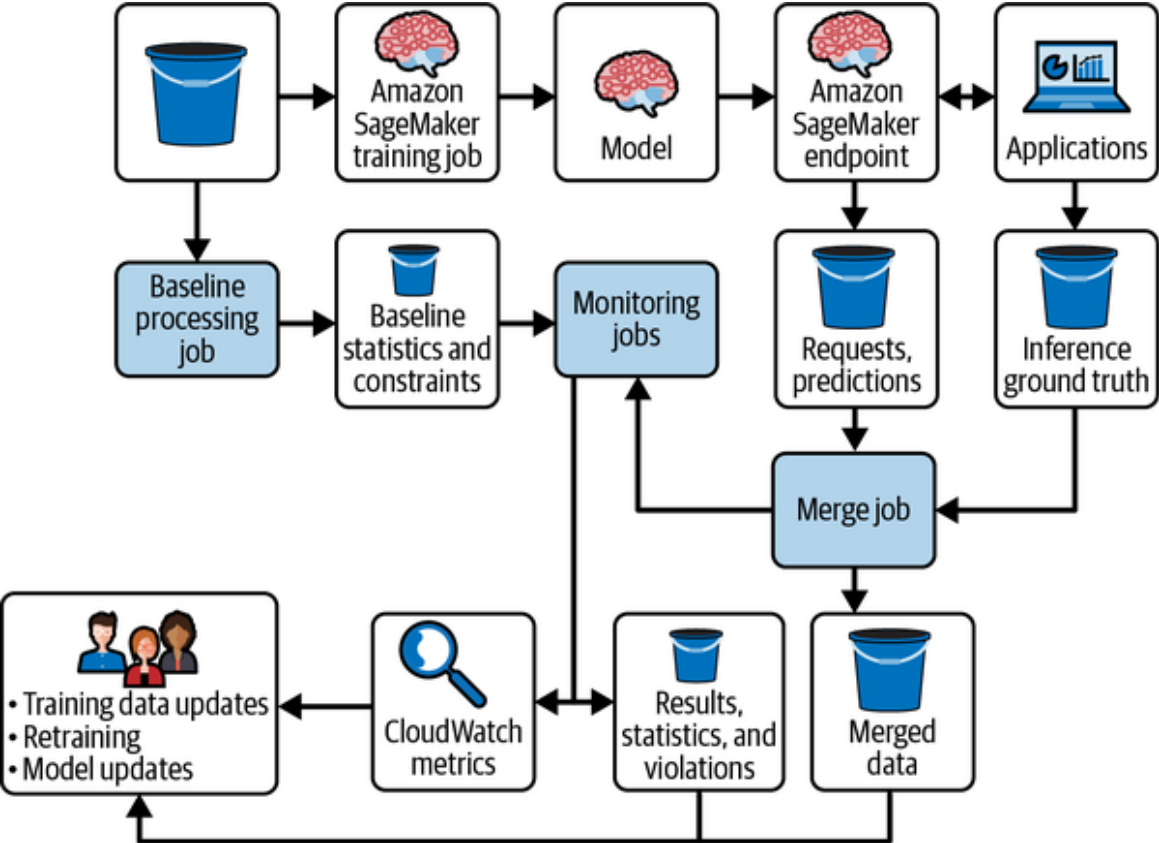 Amazon
SageMaker
training job
Model
Amazon
SageMaker
endpoint
Applications
Baseline
processing
job
Baseline
statistics and
constraints
Monitoring
jobs
Requests,
predictions
Inference
ground truth
Merge job
• Training data updates
• Retraining
• Model updates
CloudWatch
metrics
Results,
statistics, and
violations
Merged
data